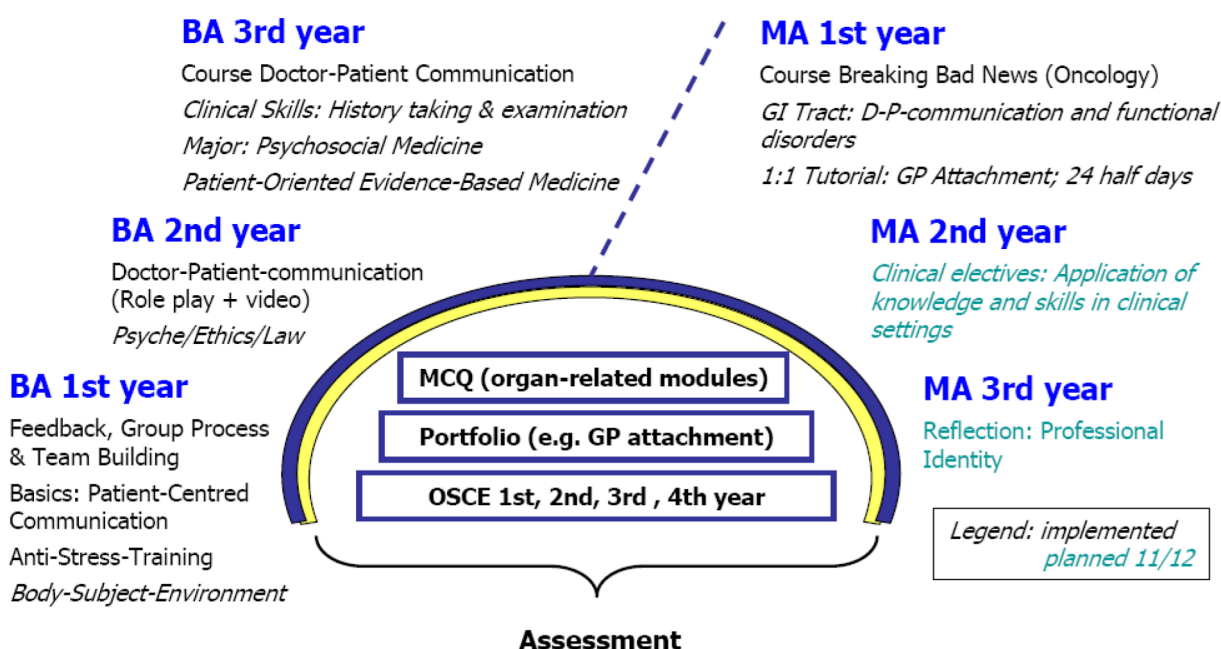 BA 3rd year
Course Doctor-Patient Communication
Clinical Skills: History taking & examination
Major: Psychosocial Medicine
Patient-Oriented Evidence-Based Medicine
MA 1st year
Course Breaking Bad News (Oncology)
GI Tract: D-P-communication and functional
disorders
1:1 Tutorial: GP Attachment; 24 half days
BA 2nd year
Doctor-Patient-communication
(Role play + video)
Psyche/Ethics/Law
MA 2nd year
Clinical electives: Application of
knowledge and skills in clinical
settings
BA 1st year
Feedback, Group Process
& Team Building
Basics: Patient-Centred
Communication
Anti-Stress-Training
Body-Subject-Environment
MCQ (organ-related modules)
Portfolio (e.g. GP attachment)
OSCE 1st, 2nd, 3rd , 4th year
MA 3rd year
Reflection: Professional
Identity
Legend: implemented
planned 11/12
Assessment